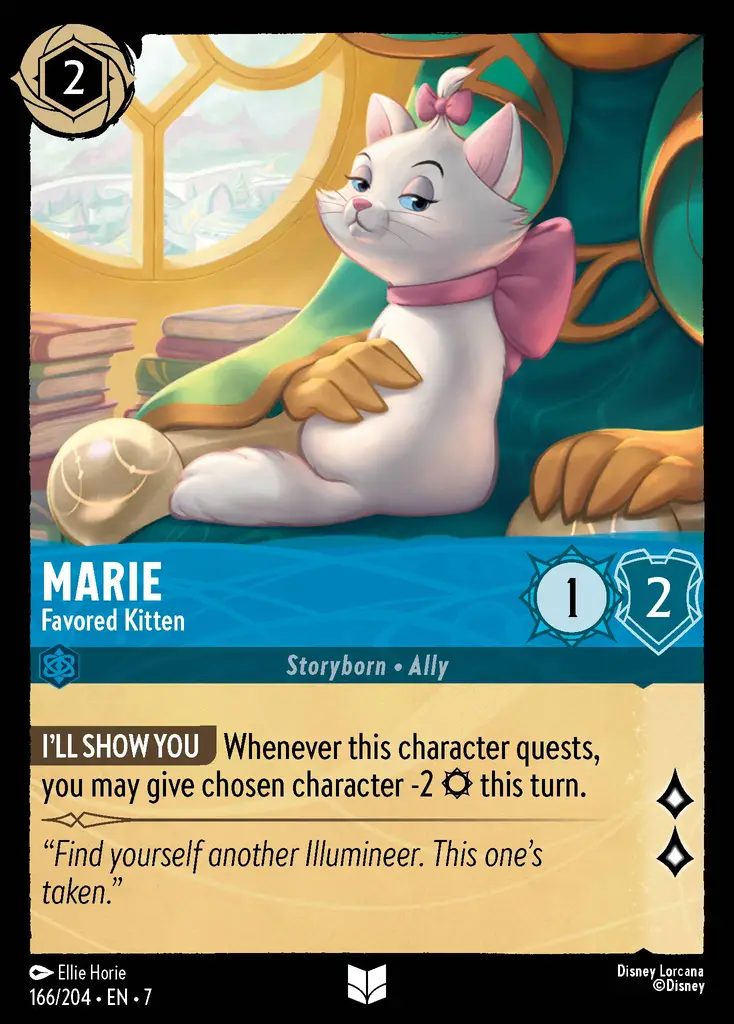 2
MARIE
Favored Kitten
1
2
Storyborn • Ally
I'LL SHOW YOU Whenever this character quests,
you may give chosen character -2 this turn.
“Find yourself another Illumineer. This one's
taken.”
Ellie Horie
166/204 • EN • 7
Disney Lorcana
©Disney